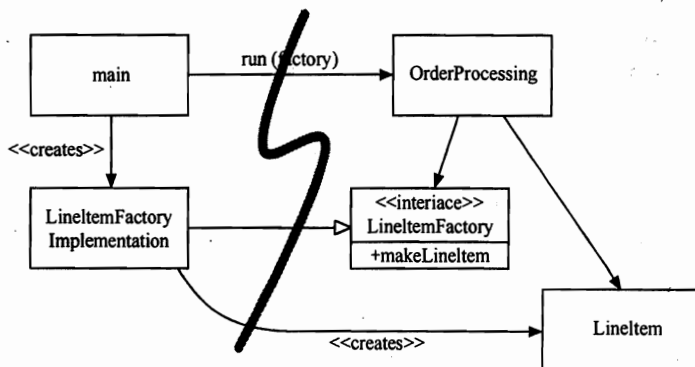 main
run (factory)
OrderProcessing
<<creates>>
LineItemFactory
Implementation
<<interiace>>
LineItemFactory
+makeLineItem
LineItem
<<creates>>